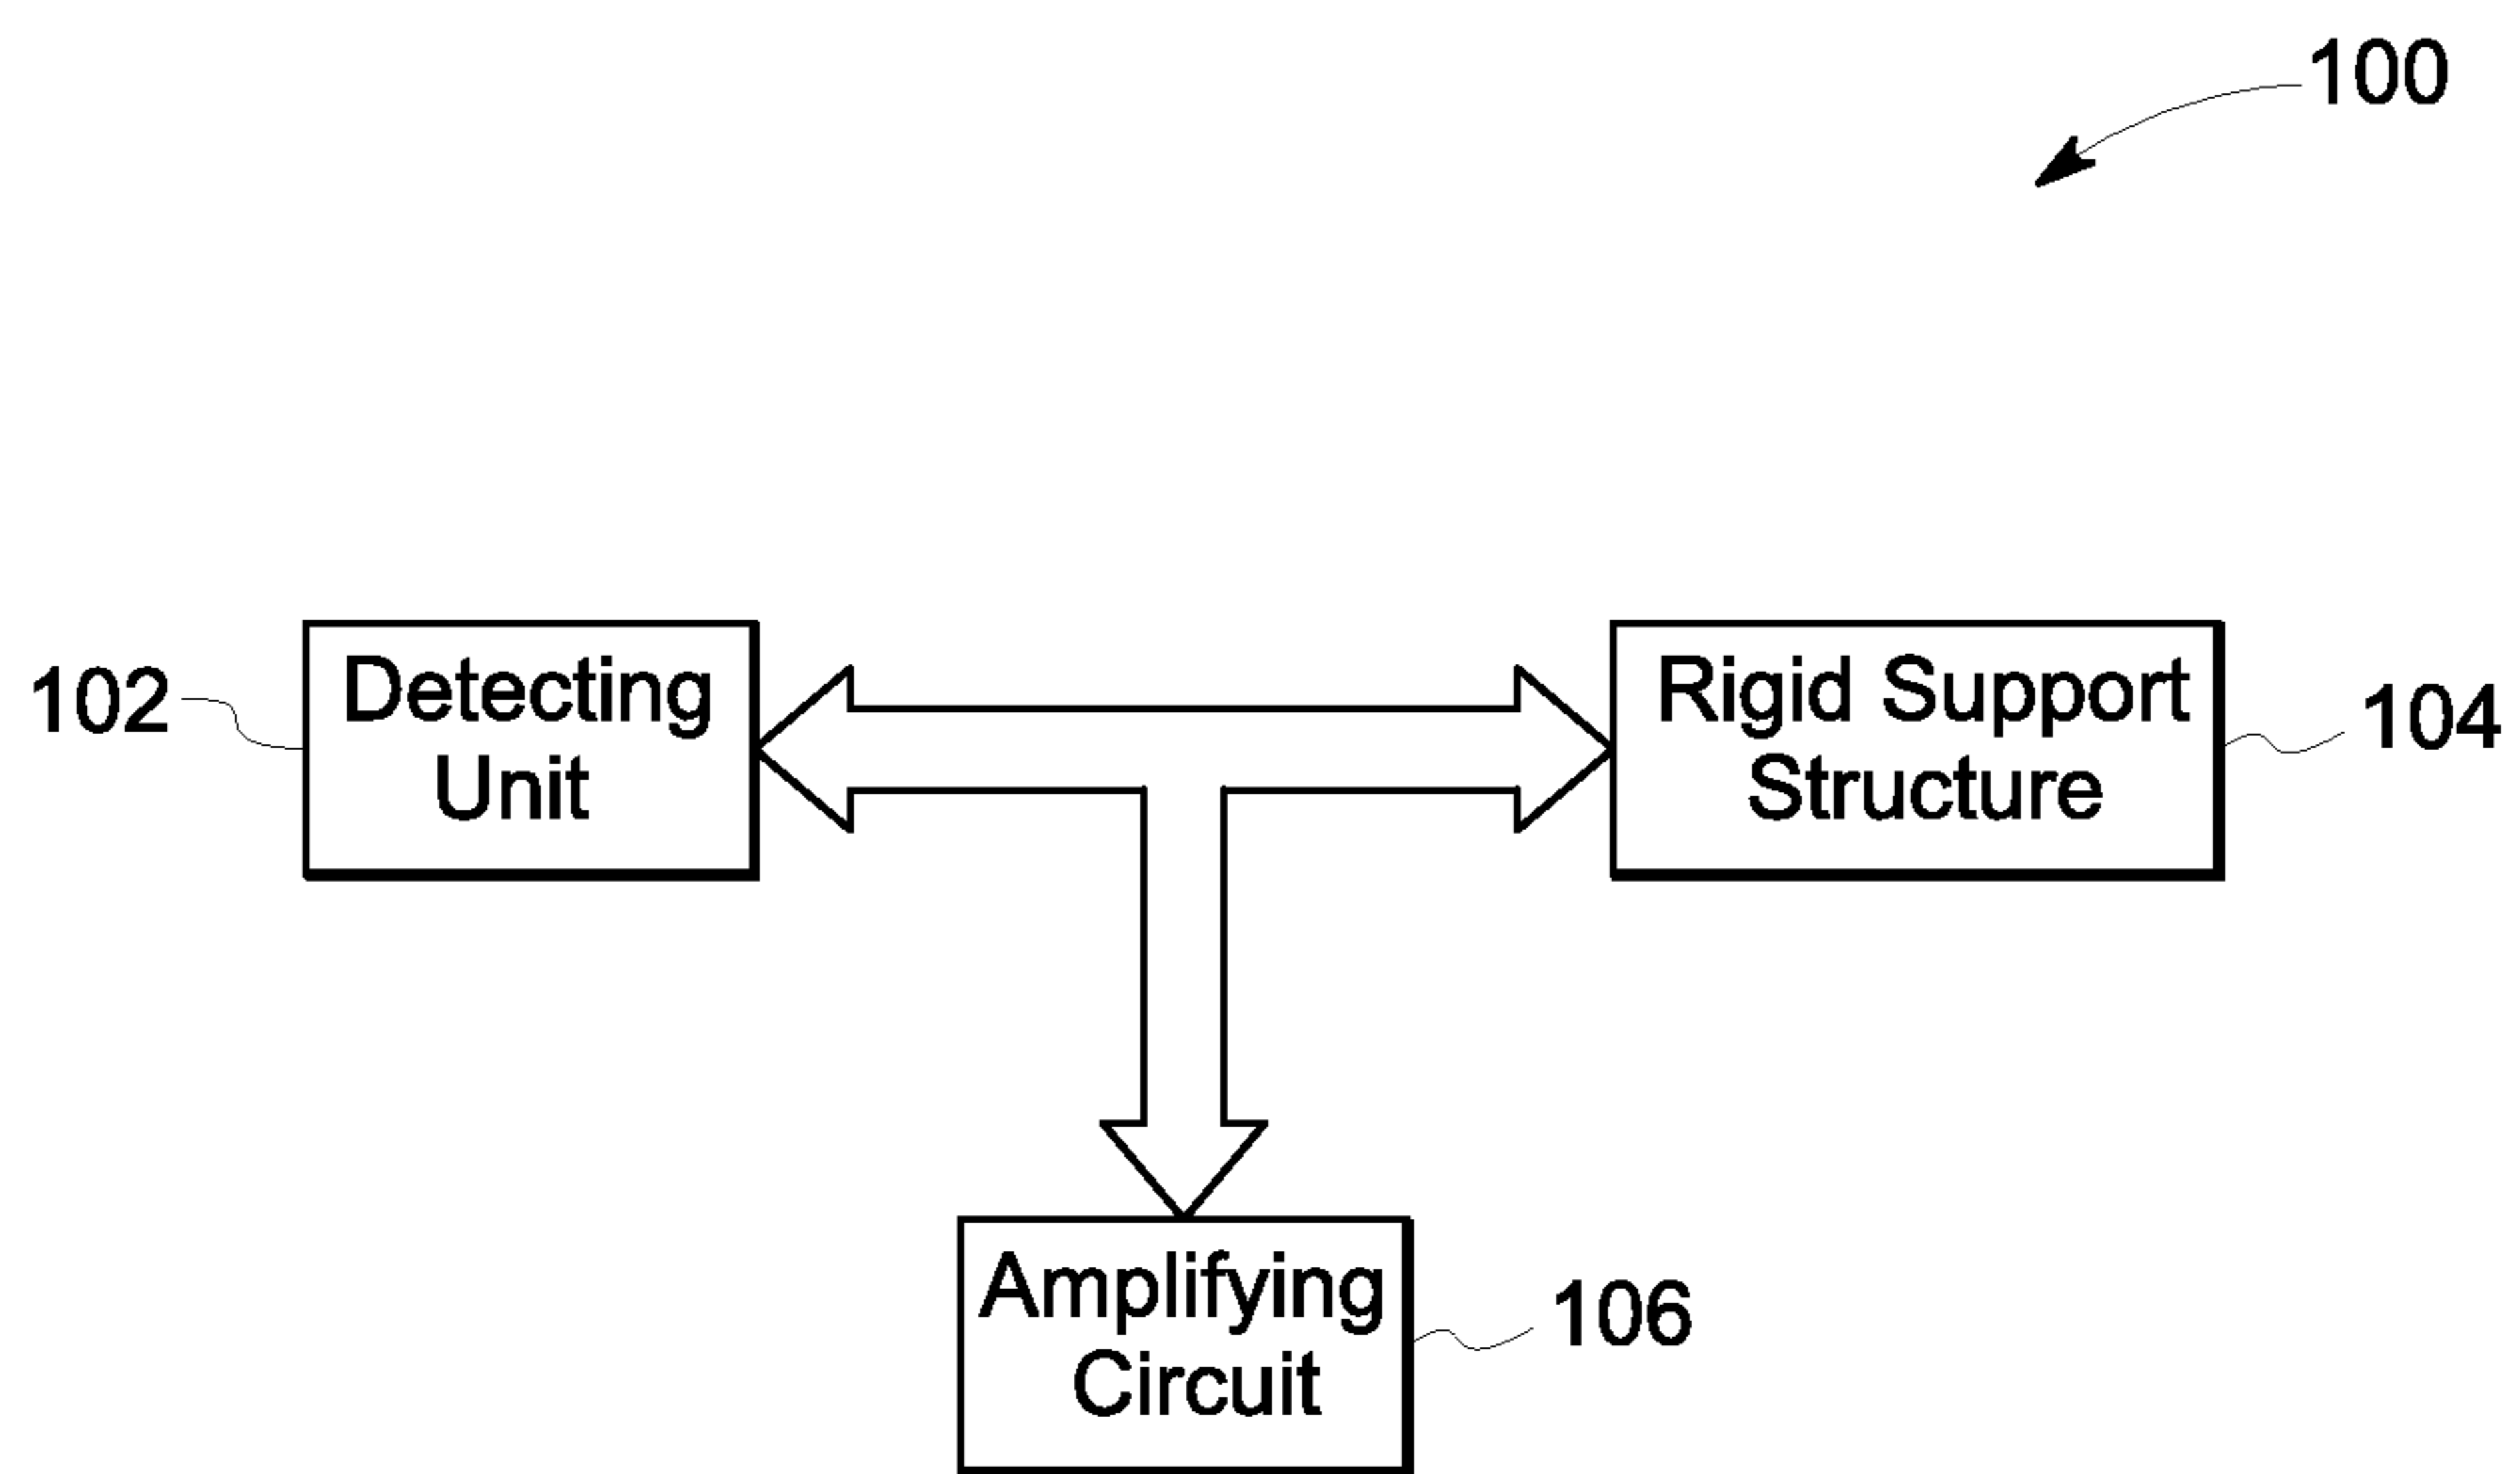 100
102
Detecting
Unit
Rigid Support
Structure
104
Amplifying
Circuit
106